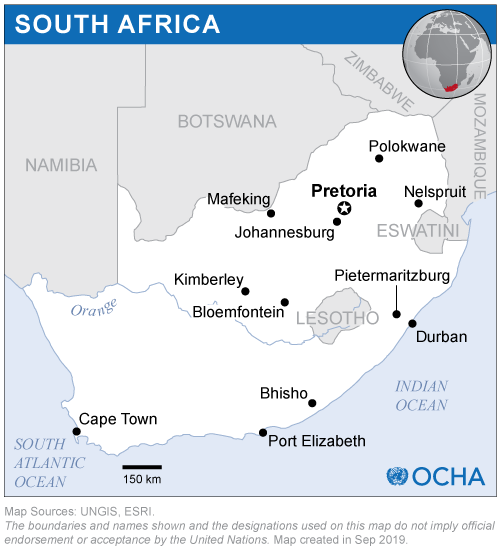 SOUTH AFRICA
ZIMBABWE
MOZAMBIQUE
BOTSWANA
NAMIBIA
Polokwane
Pretoria
Nelspruit
Mafeking
Johannesburg
ESWATINI
Kimberley
Pietermaritzburg
Orange
Bloemfontein
LESOTHO
Durban
Bhisho
INDIAN
OCEAN
Cape Town
Port Elizabeth
SOUTH
ATLANTIC
OCEAN
150 km
OCHA
Map Sources: UNGIS, ESRI.
The boundaries and names shown and the designations used on this map do not imply official
endorsement or acceptance by the United Nations. Map created in Sep 2019.